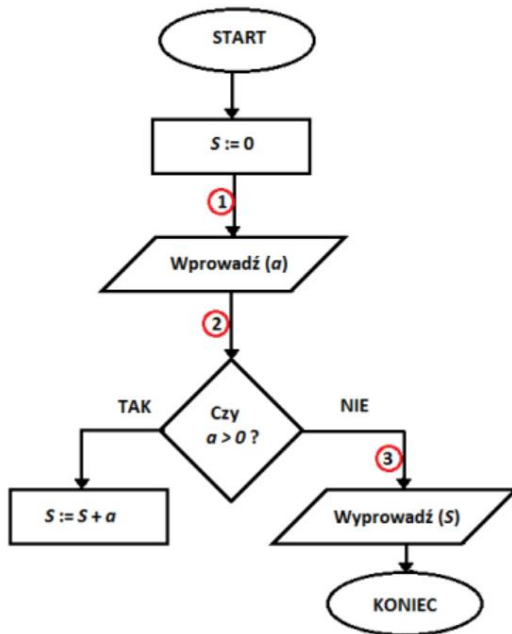 START
S := 0
1
Wprowadź (a)
2
TAK
Czy
a > 0 ?
NIE
3
S := S + a
Wyprowadź (S)
KONIEC